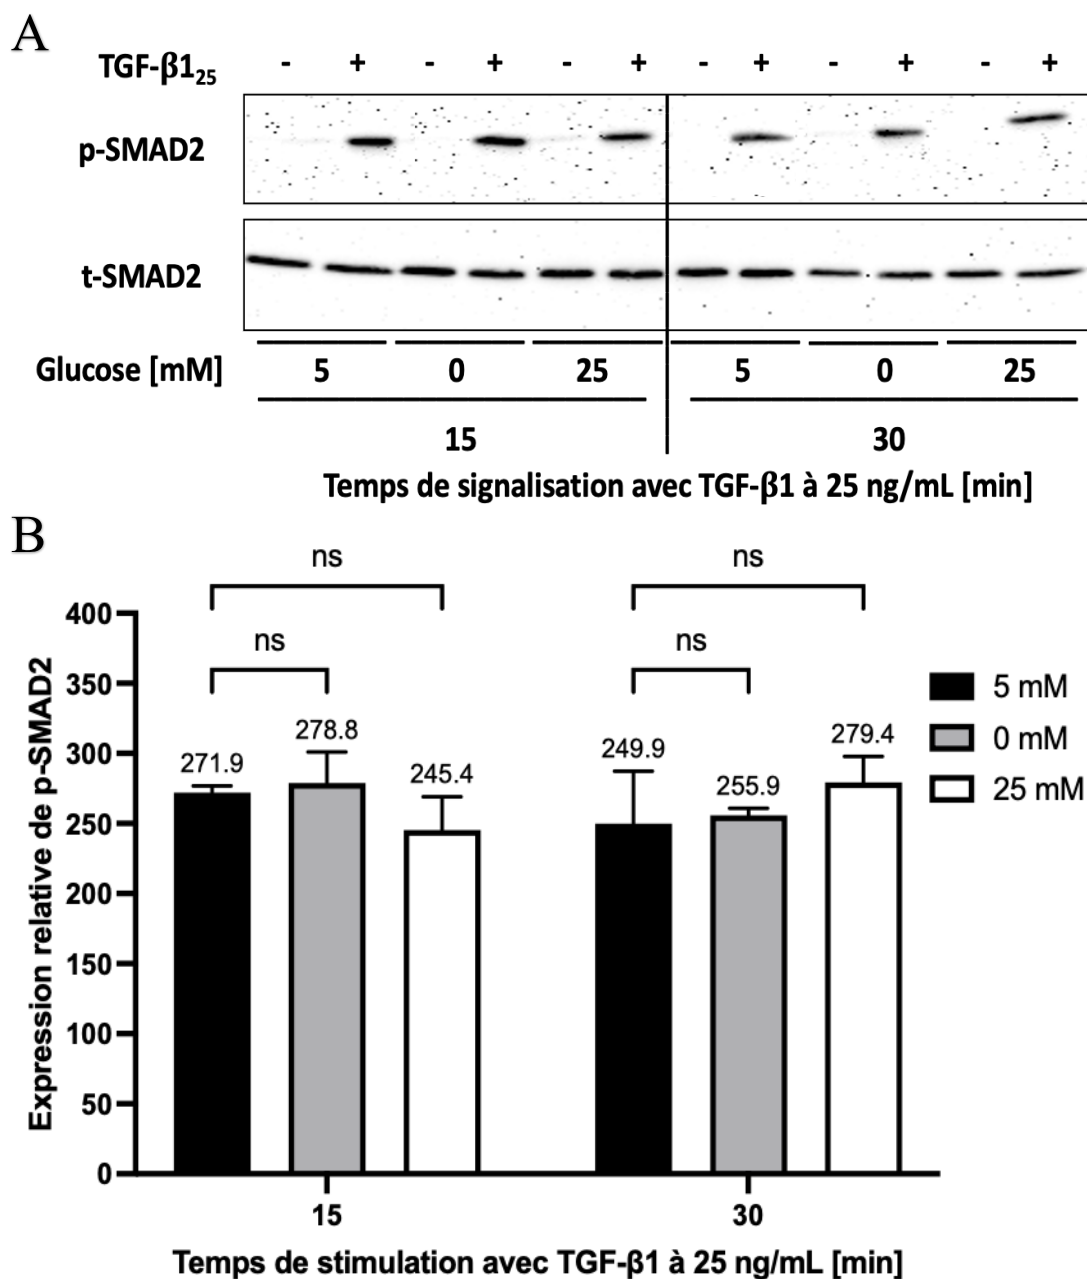 A
TGF-β1₂₅ - + - + - + - + - + - +
p-SMAD2
t-SMAD2
Glucose [mM] 5 0 25 5 0 25
15 30
Temps de signalisation avec TGF-β1 à 25 ng/mL [min]
B
ns ns
ns ns
400
350
300
250
200
150
100
50
0
Expression relative de p-SMAD2
271.9 278.8 245.4 249.9 255.9 279.4
5 mM
0 mM
25 mM
15 30
Temps de stimulation avec TGF-β1 à 25 ng/mL [min]